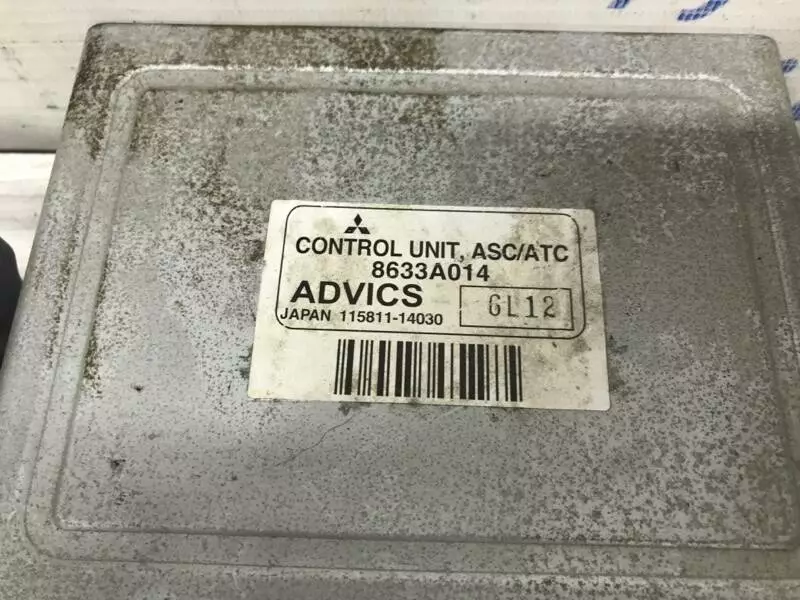 CONTROL UNIT, ASC/ATC
8633A014
ADVICS 6L12
JAPAN 115811-14030